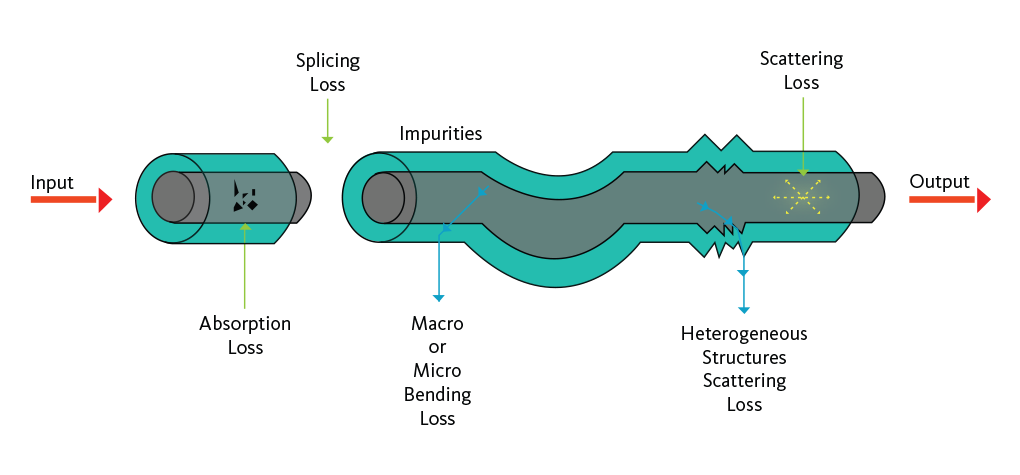 Splicing
Loss
Scattering
Loss
Impurities
Input
Output
Absorption
Loss
Macro
or
Micro
Bending
Loss
Heterogeneous
Structures
Scattering
Loss